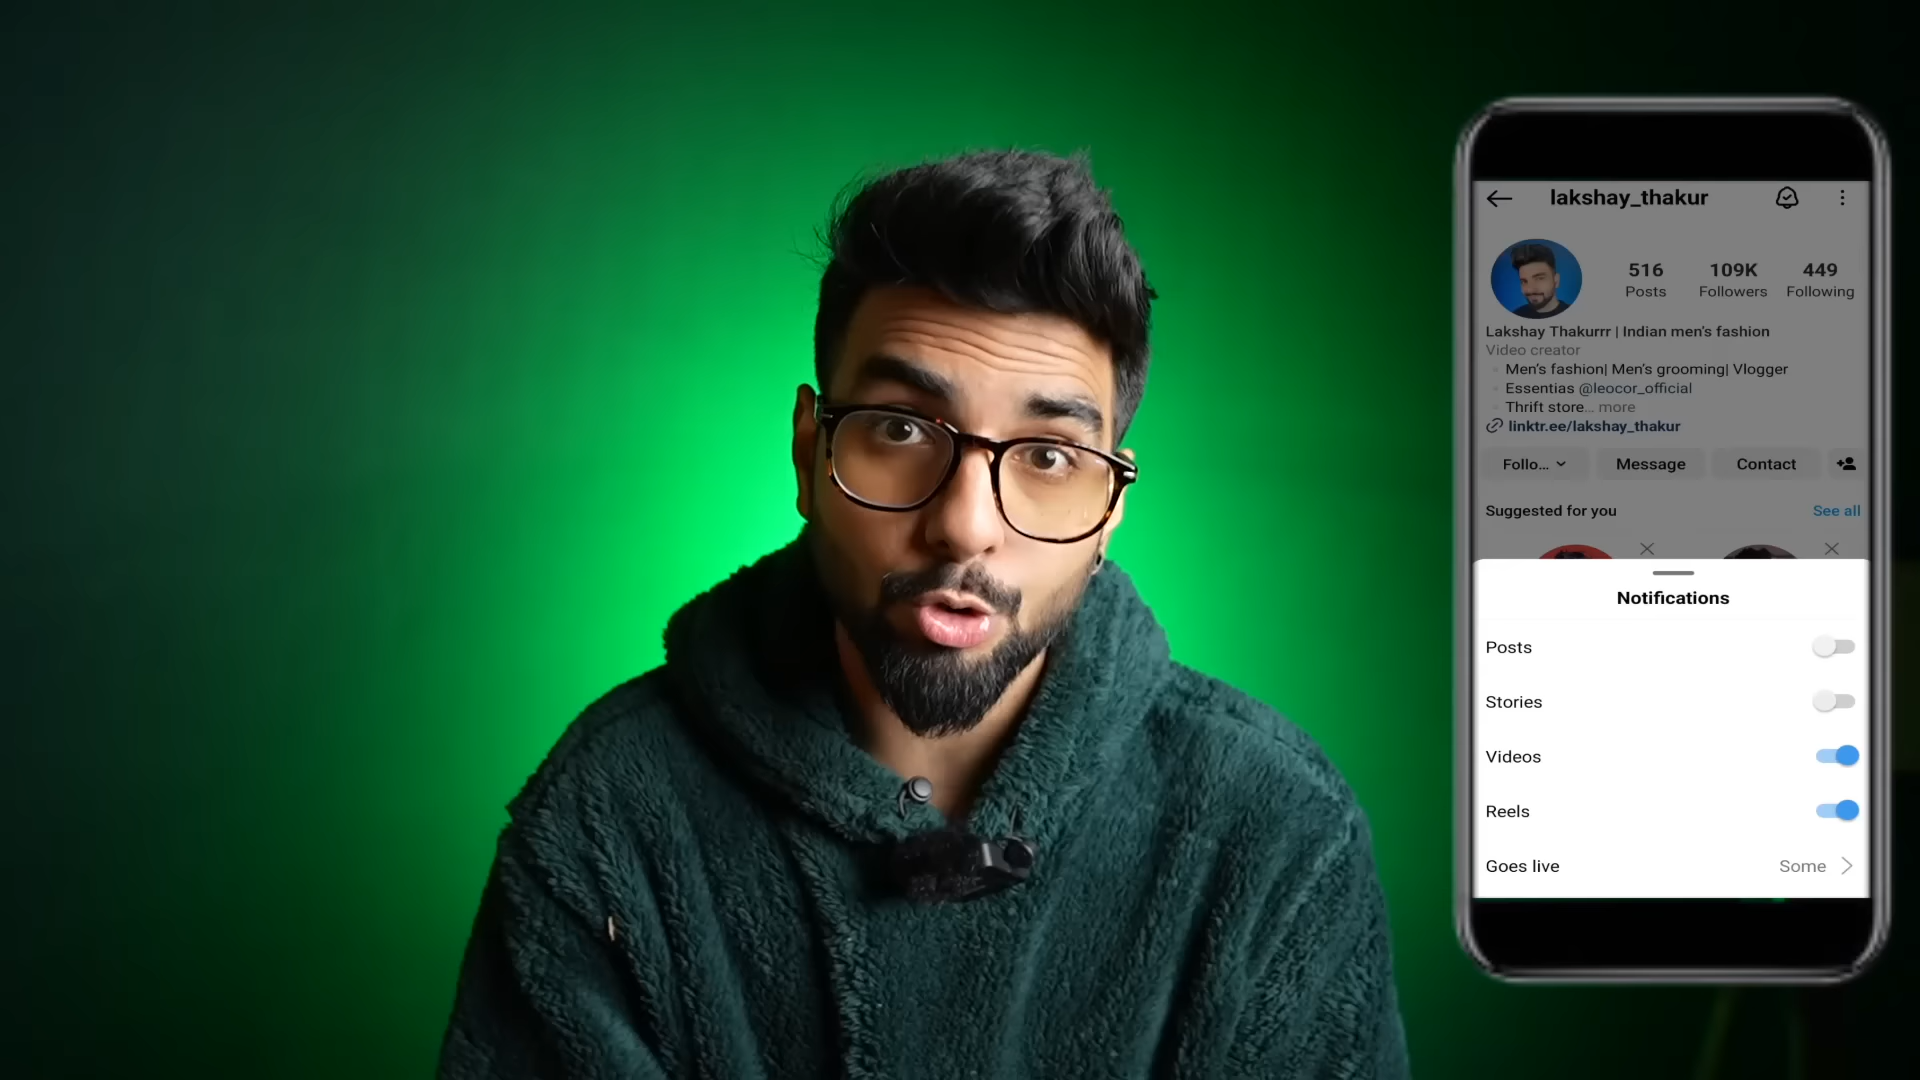 lakshay_thakur
516 109K 449
Posts Followers Following
Lakshay Thakurrr | Indian men's fashion
Video creator
Men's fashion| Men's grooming| Vlogger
Essentias @leocor_official
Thrift store... more
linktr.ee/lakshay_thakur
Follo... Message Contact
Suggested for you See all
Notifications
Posts
Stories
Videos
Reels
Goes live Some